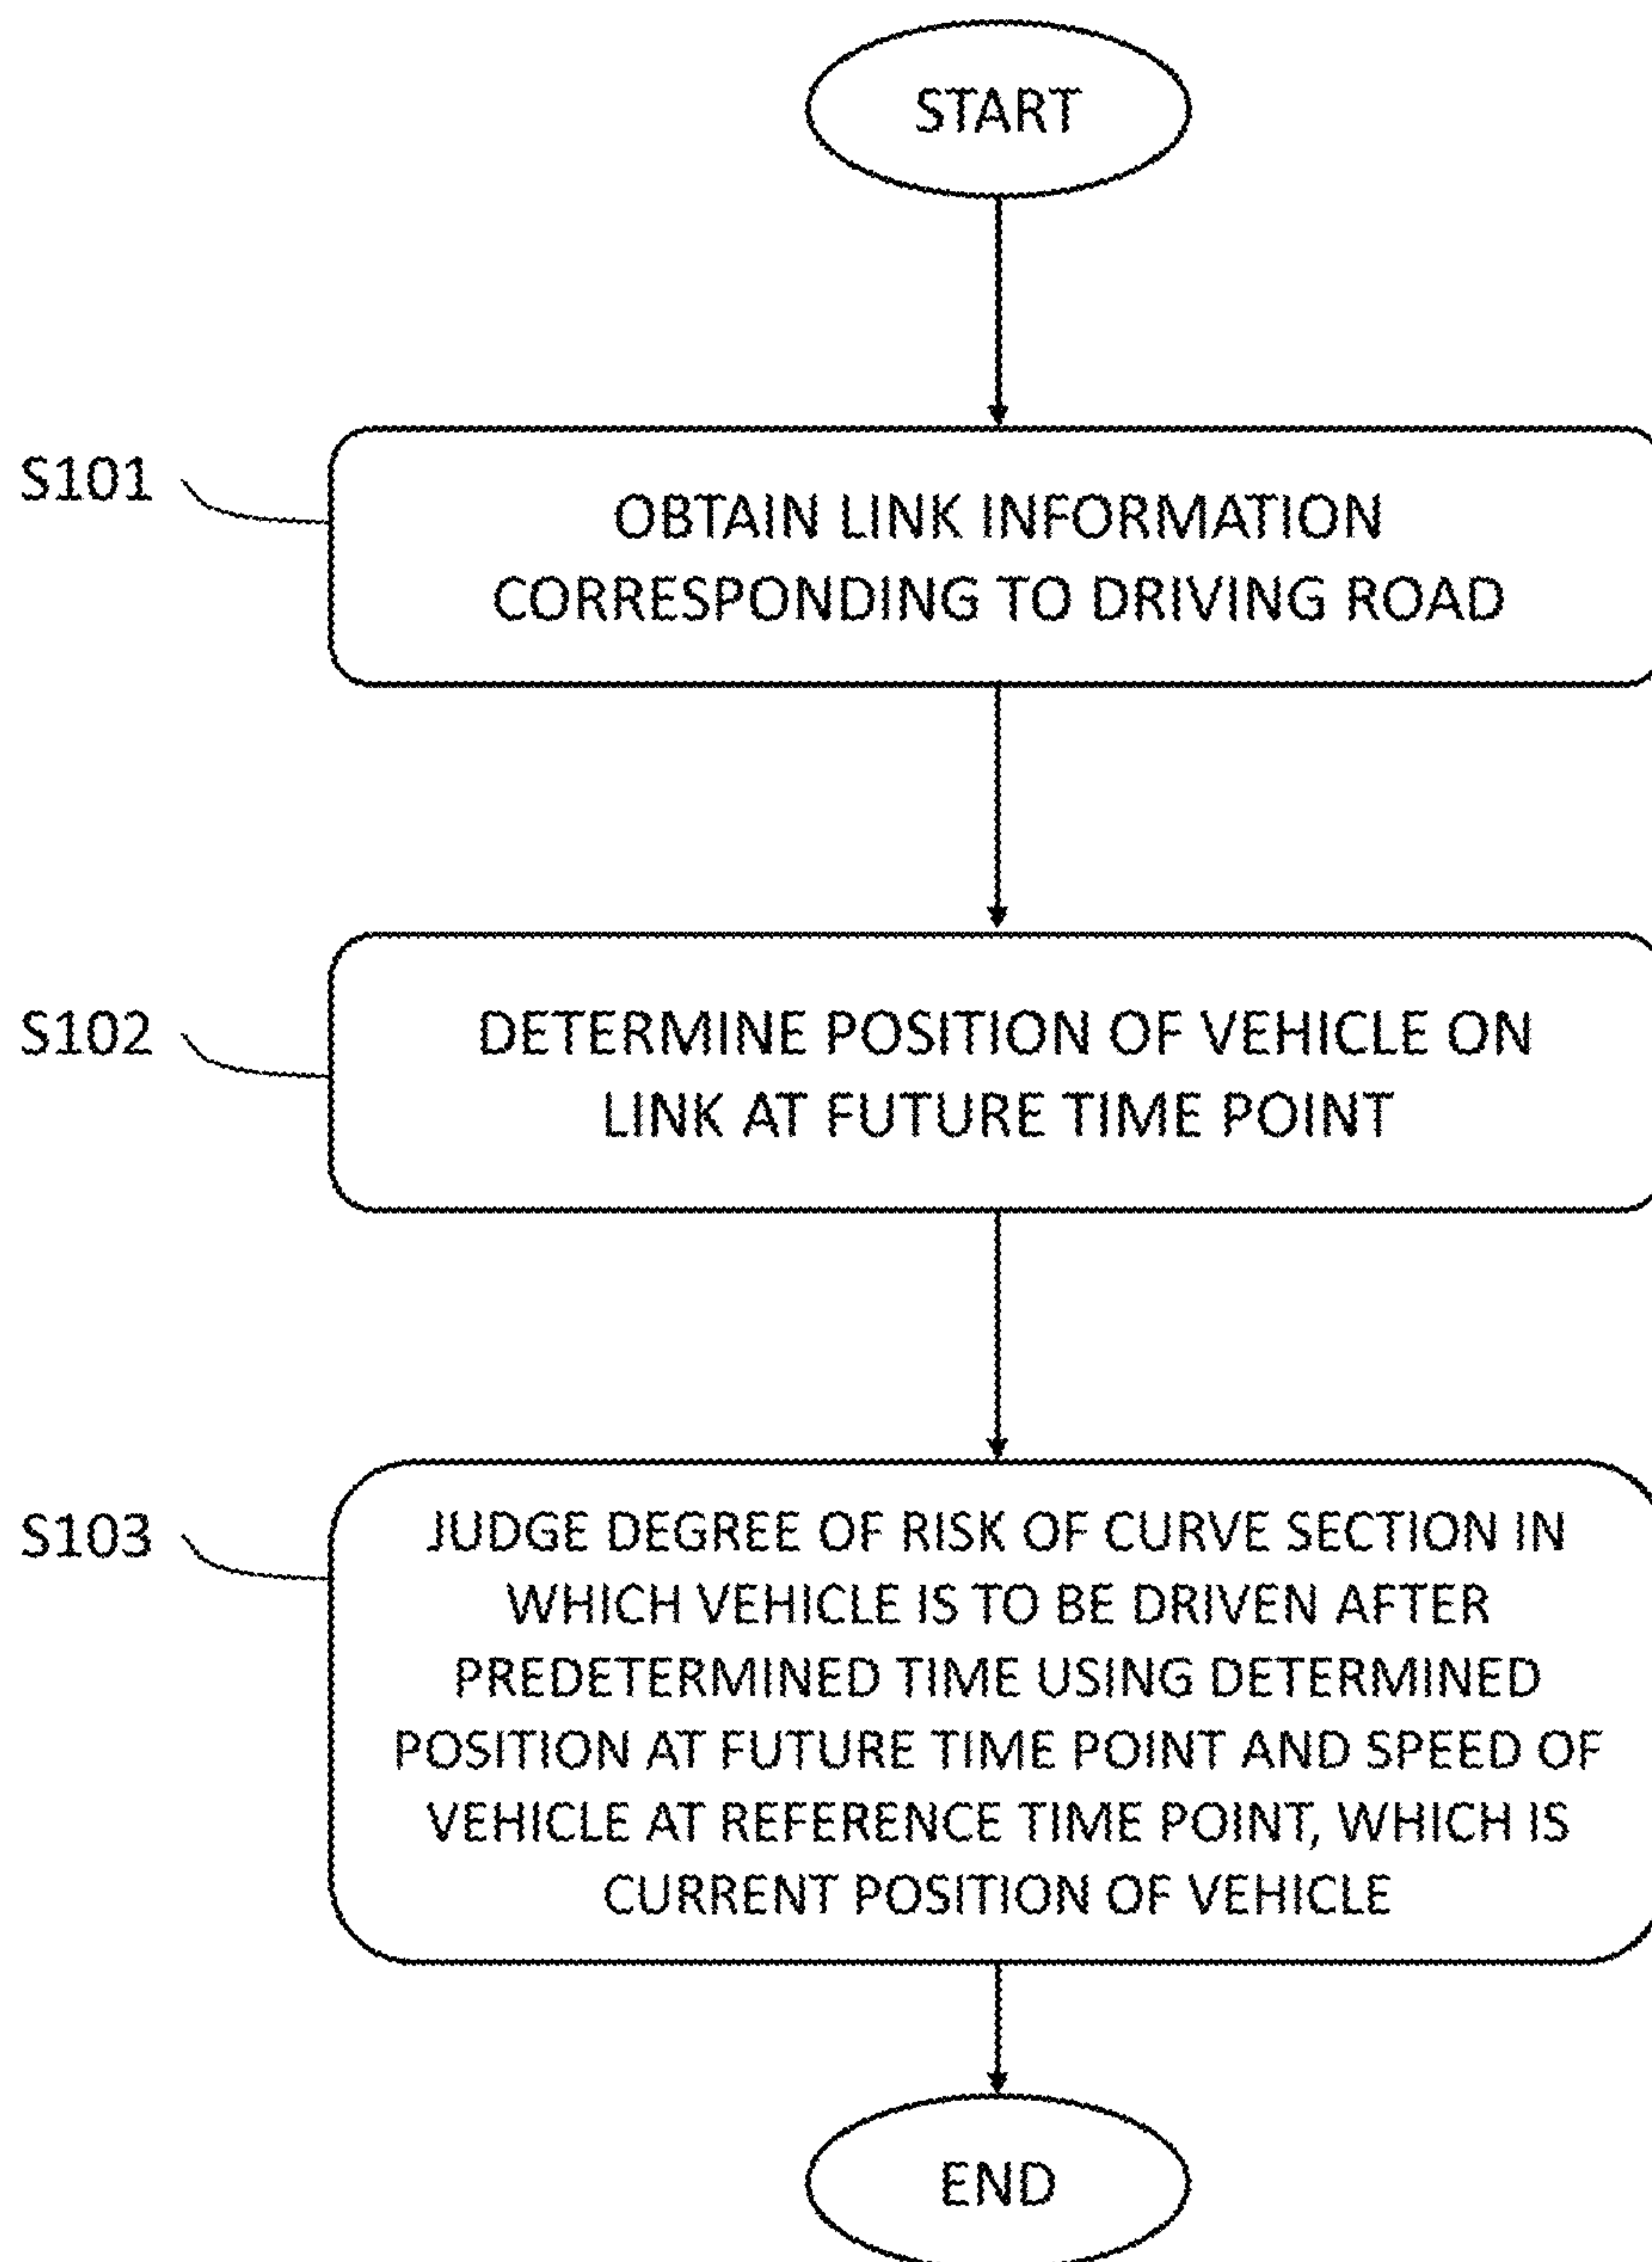 START
S101
OBTAIN LINK INFORMATION
CORRESPONDING TO DRIVING ROAD
S102
DETERMINE POSITION OF VEHICLE ON
LINK AT FUTURE TIME POINT
S103
JUDGE DEGREE OF RISK OF CURVE SECTION IN
WHICH VEHICLE IS TO BE DRIVEN AFTER
PREDETERMINED TIME USING DETERMINED
POSITION AT FUTURE TIME POINT AND SPEED OF
VEHICLE AT REFERENCE TIME POINT, WHICH IS
CURRENT POSITION OF VEHICLE
END